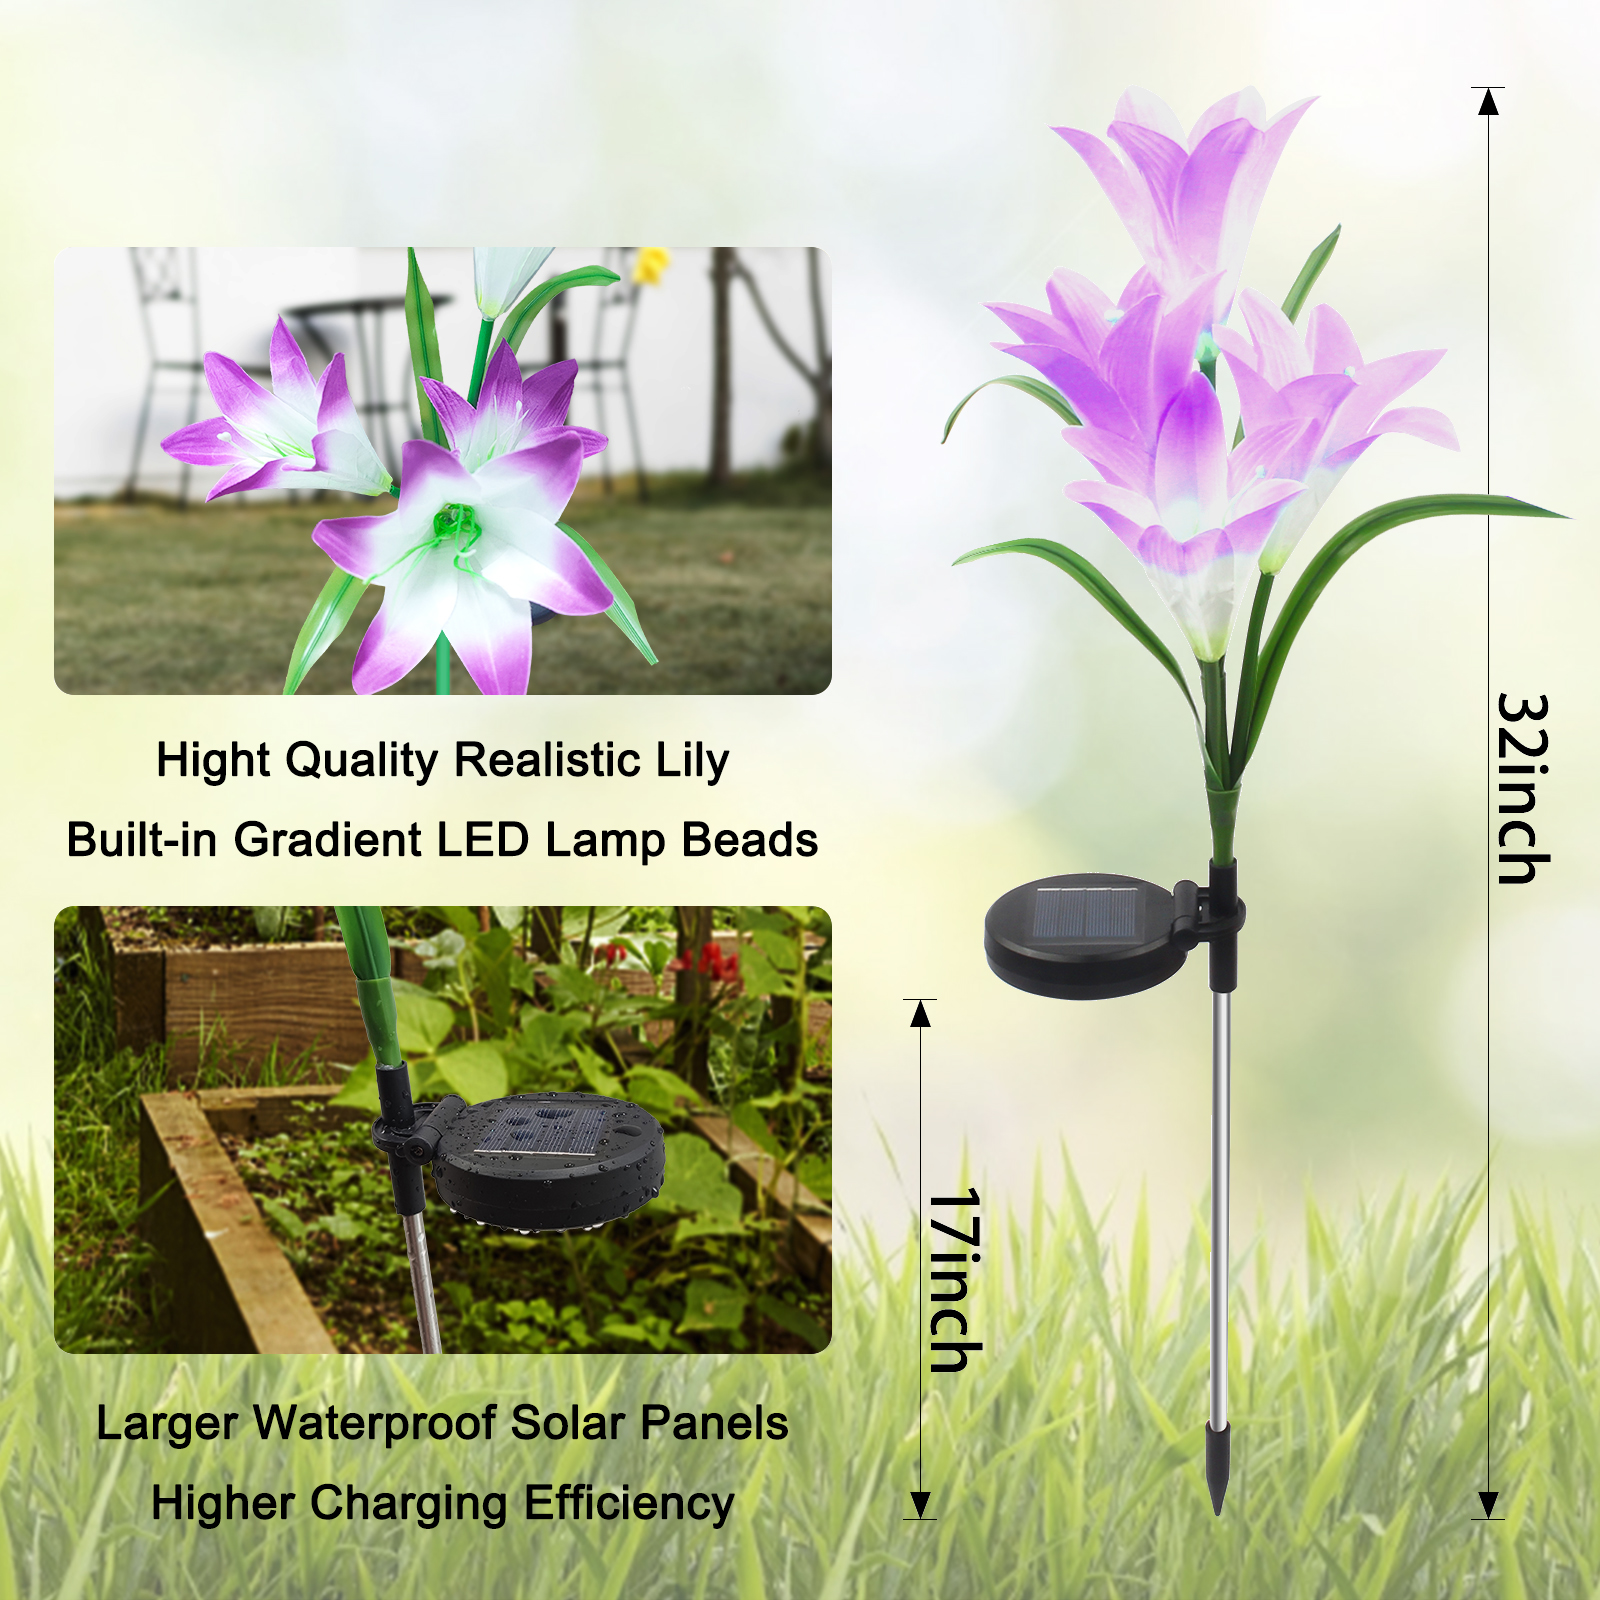 Hight Quality Realistic Lily
Built-in Gradient LED Lamp Beads
Larger Waterproof Solar Panels
Higher Charging Efficiency
32inch
17inch